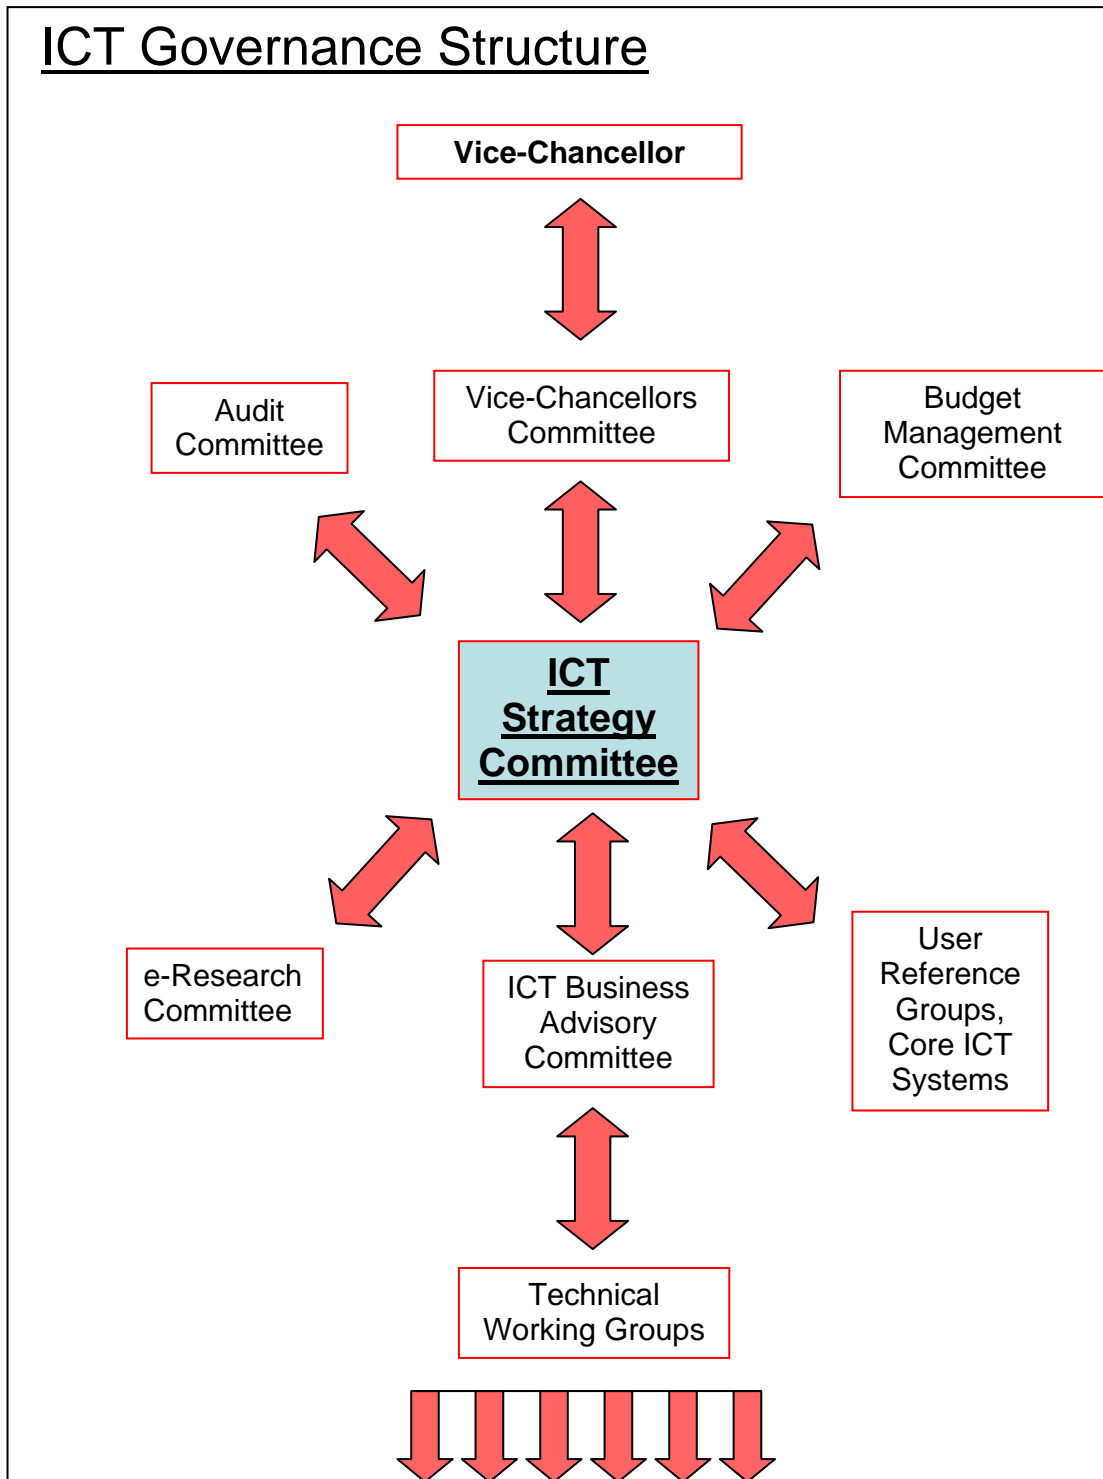 ICT Governance Structure
Vice-Chancellor
Audit
Committee
Vice-Chancellors
Committee
Budget
Management
Committee
ICT
Strategy
Committee
e-Research
Committee
ICT Business
Advisory
Committee
User
Reference
Groups,
Core ICT
Systems
Technical
Working Groups